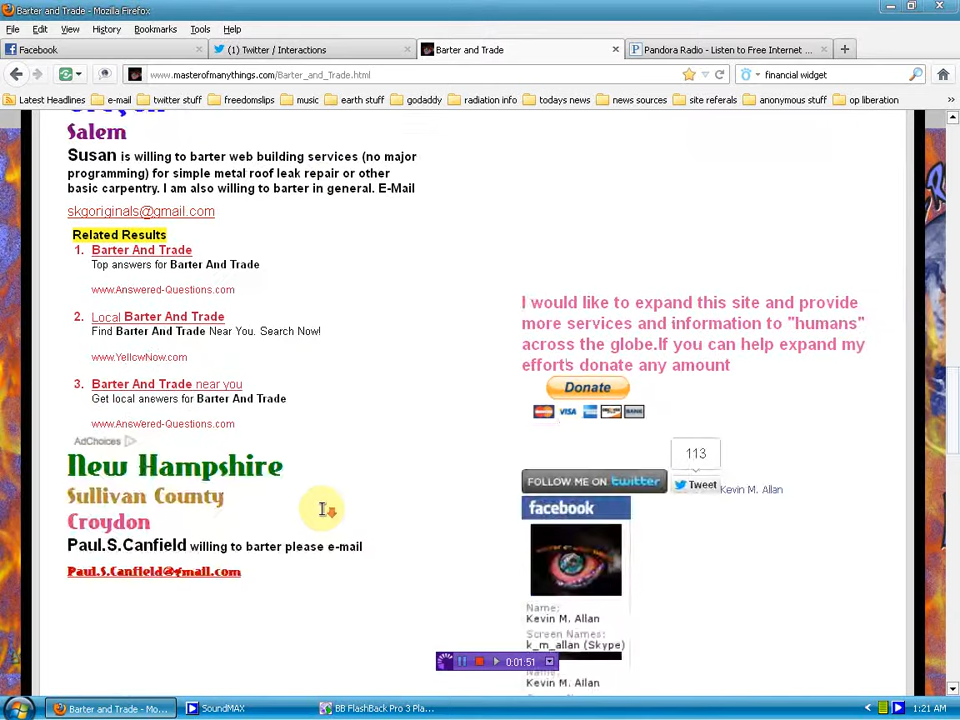 Barter and Trade - Mozilla Firefox
File Edit View History Bookmarks Tools Help
Facebook
(1) Twitter / Interactions
Barter and Trade
Pandora Radio - Listen to Free Internet ...
www.masterofmanythings.com/Barter_and_Trade.html
financial widget
Latest Headlines e-mail twitter stuff freedomslips music earth stuff godaddy radiation info todays news news sources site referals anonymous stuff op liberation
Salem
Susan is willing to barter web building services (no major
programming) for simple metal roof leak repair or other
basic carpentry. I am also willing to barter in general. E-Mail
skgoriginals@gmail.com
Related Results
1. Barter And Trade
Top answers for Barter And Trade
www.Answered-Questions.com
2. Local Barter And Trade
Find Barter And Trade Near You. Search Now!
www.YellowNow.com
3. Barter And Trade near you
Get local answers for Barter And Trade
www.Answered-Questions.com
AdChoices
New Hampshire
Sullivan County
Croydon
Paul.S.Canfield willing to barter please e-mail
Paul.S.Canfield@gmail.com
I would like to expand this site and provide
more services and information to "humans"
across the globe.If you can help expand my
efforts donate any amount
Donate
VISA
113
FOLLOW ME ON twitter
Tweet
Kevin M. Allan
facebook
Name:
Kevin M. Allan
Screen Names:
k_m_allan (Skype)
Kevin M. Allan
0:01:51
Barter and Trade - Mo...
SoundMAX
BB FlashBack Pro 3 Pla...
1:21 AM